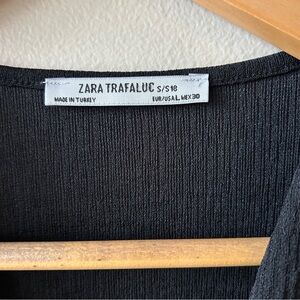 ZARA TRAFALUC S/S18
MADE IN TURKEY EUR/USA L MEX 30